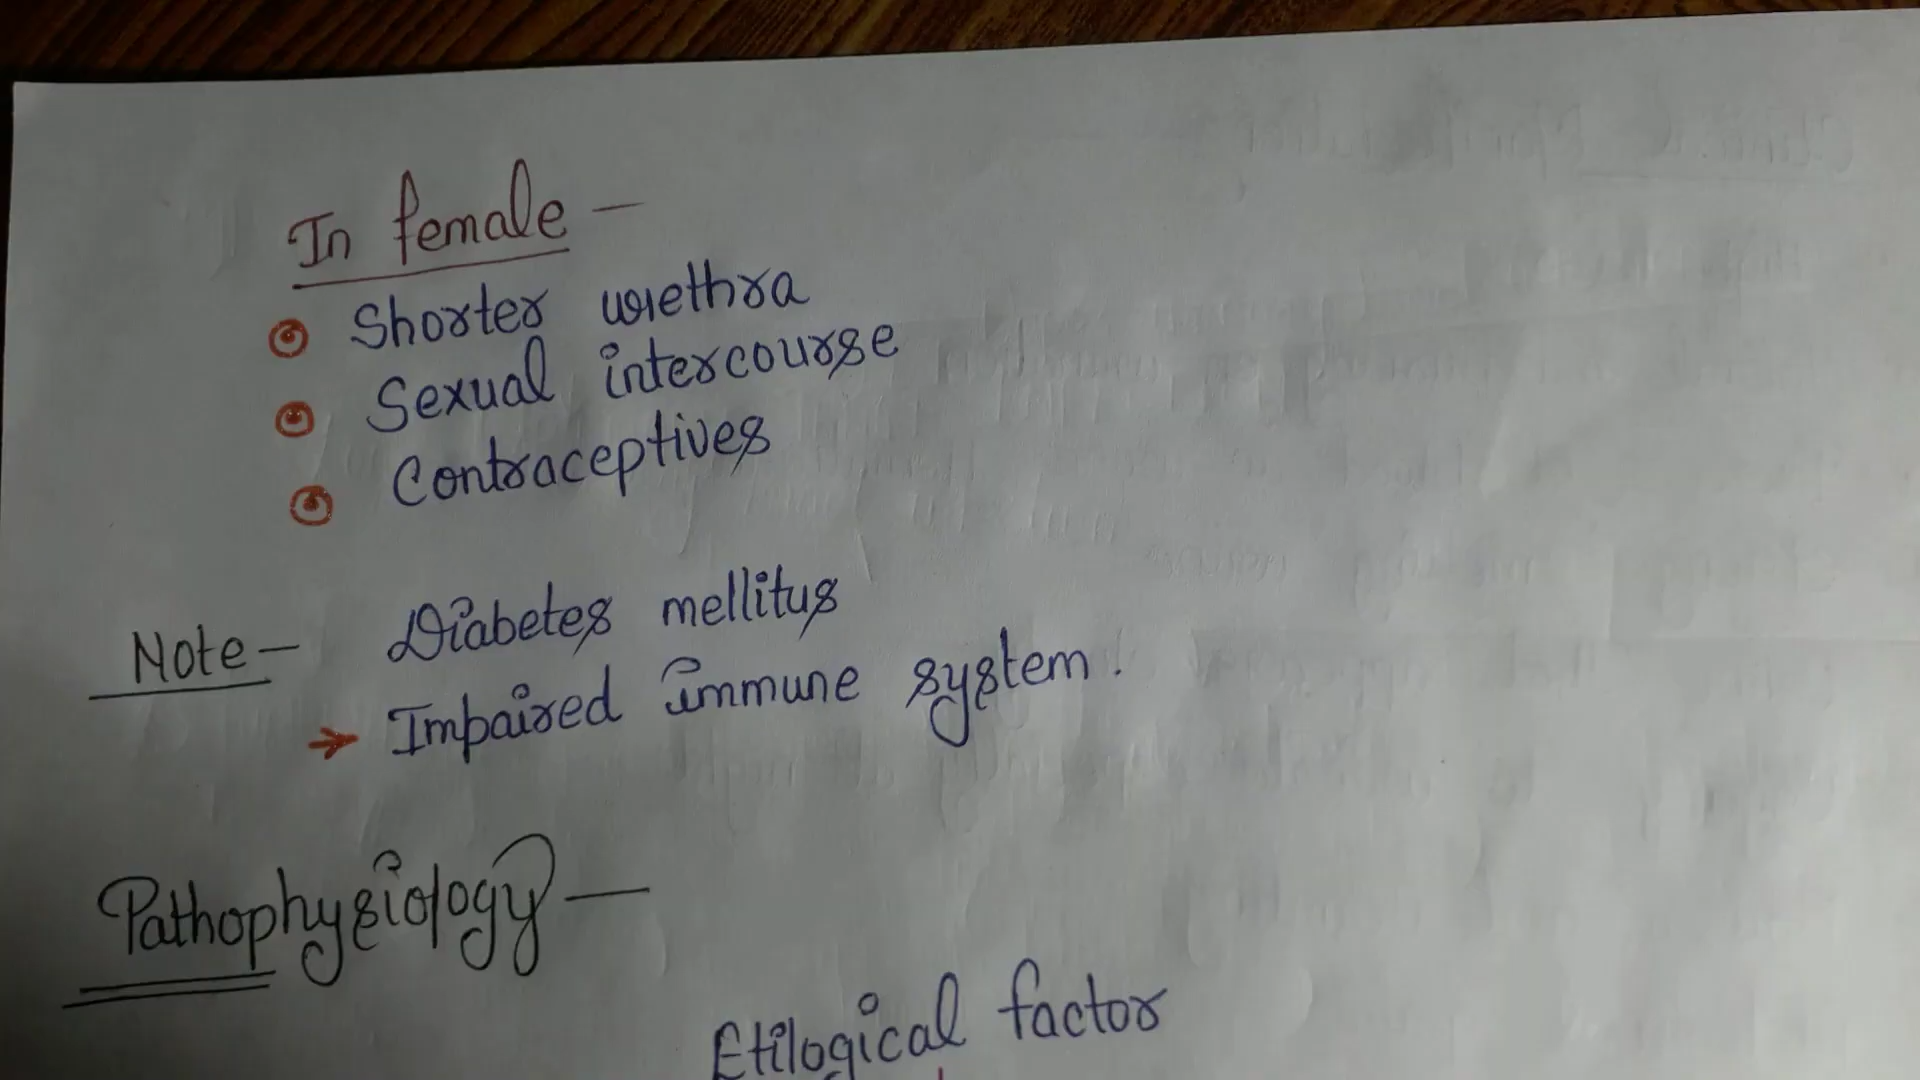 In female -
Shorter urethra
Sexual intercourse
Contraceptives
Note - Diabetes mellitus
→ Impaired immune system.
Pathophysiology -
Etilogical factor